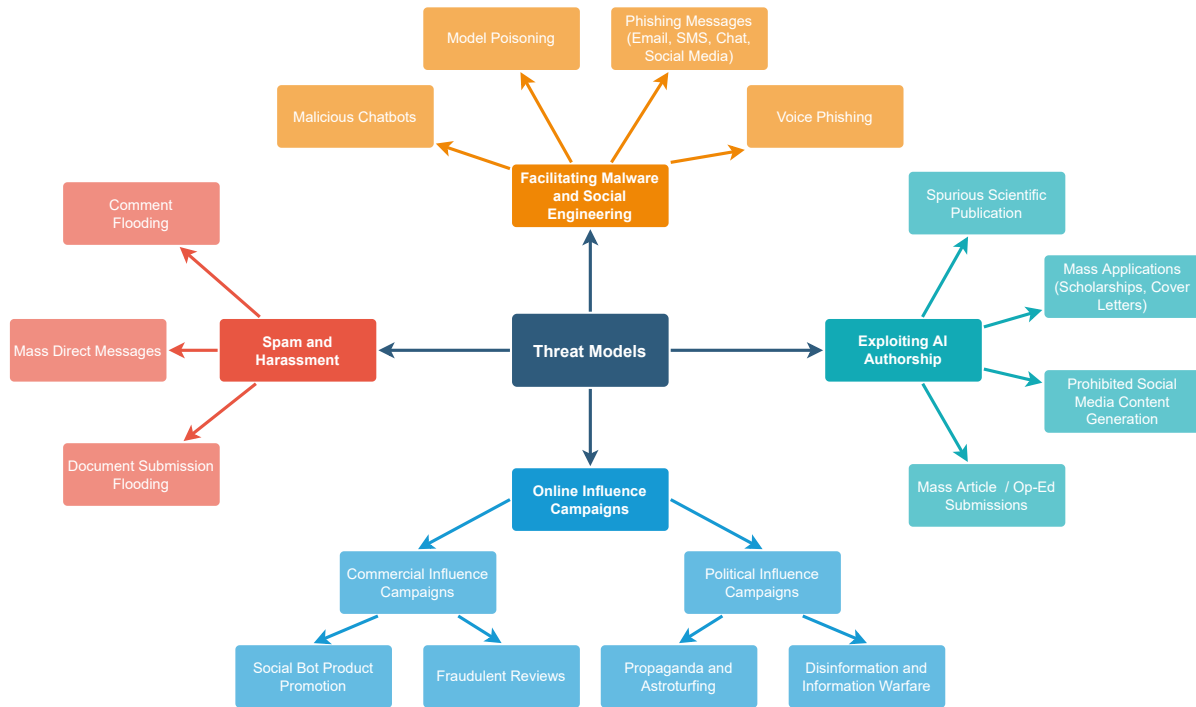 Model Poisoning
Phishing Messages
(Email, SMS, Chat,
Social Media)
Malicious Chatbots
Voice Phishing
Facilitating Malware
and Social
Engineering
Comment
Flooding
Spurious Scientific
Publication
Mass Applications
(Scholarships, Cover
Letters)
Mass Direct Messages
Spam and
Harassment
Threat Models
Exploiting AI
Authorship
Prohibited Social
Media Content
Generation
Document Submission
Flooding
Mass Article / Op-Ed
Submissions
Online Influence
Campaigns
Commercial Influence
Campaigns
Political Influence
Campaigns
Social Bot Product
Promotion
Fraudulent Reviews
Propaganda and
Astroturfing
Disinformation and
Information Warfare